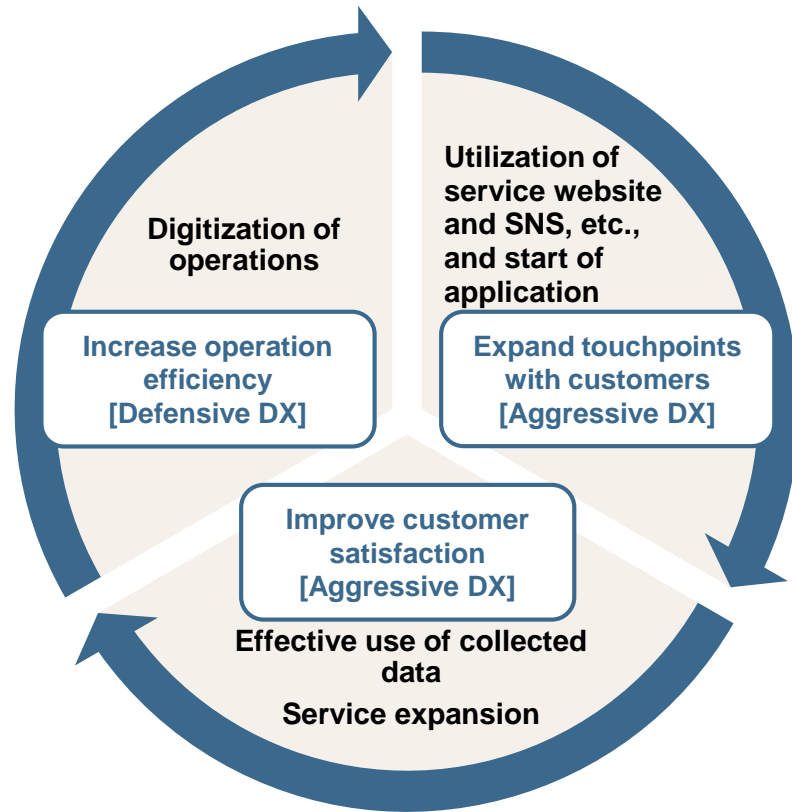 Digitization of
operations
Increase operation
efficiency
[Defensive DX]
Utilization of
service website
and SNS, etc.,
and start of
application
Expand touchpoints
with customers
[Aggressive DX]
Improve customer
satisfaction
[Aggressive DX]
Effective use of collected
data
Service expansion